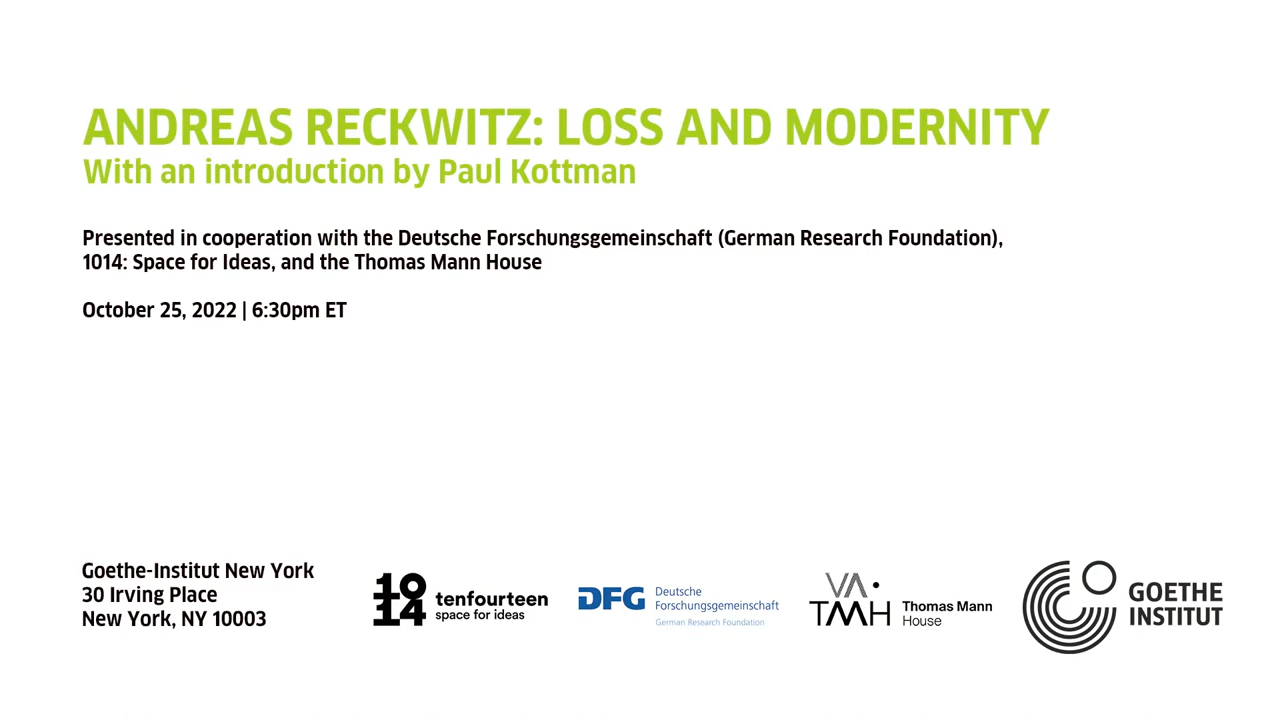 ANDREAS RECKWITZ: LOSS AND MODERNITY
With an introduction by Paul Kottman
Presented in cooperation with the Deutsche Forschungsgemeinschaft (German Research Foundation),
1014: Space for Ideas, and the Thomas Mann House
October 25, 2022 | 6:30pm ET
Goethe-Institut New York
30 Irving Place
New York, NY 10003
10
14
tenfourteen
space for ideas
DFG
Deutsche
Forschungsgemeinschaft
German Research Foundation
VA
TMH
Thomas Mann
House
GOETHE
INSTITUT